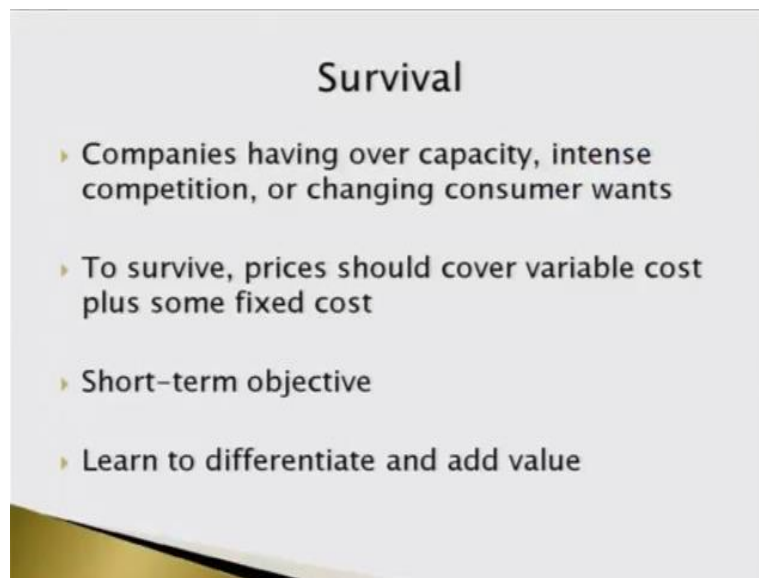 Survival
Companies having over capacity, intense
competition, or changing consumer wants
To survive, prices should cover variable cost
plus some fixed cost
Short-term objective
Learn to differentiate and add value